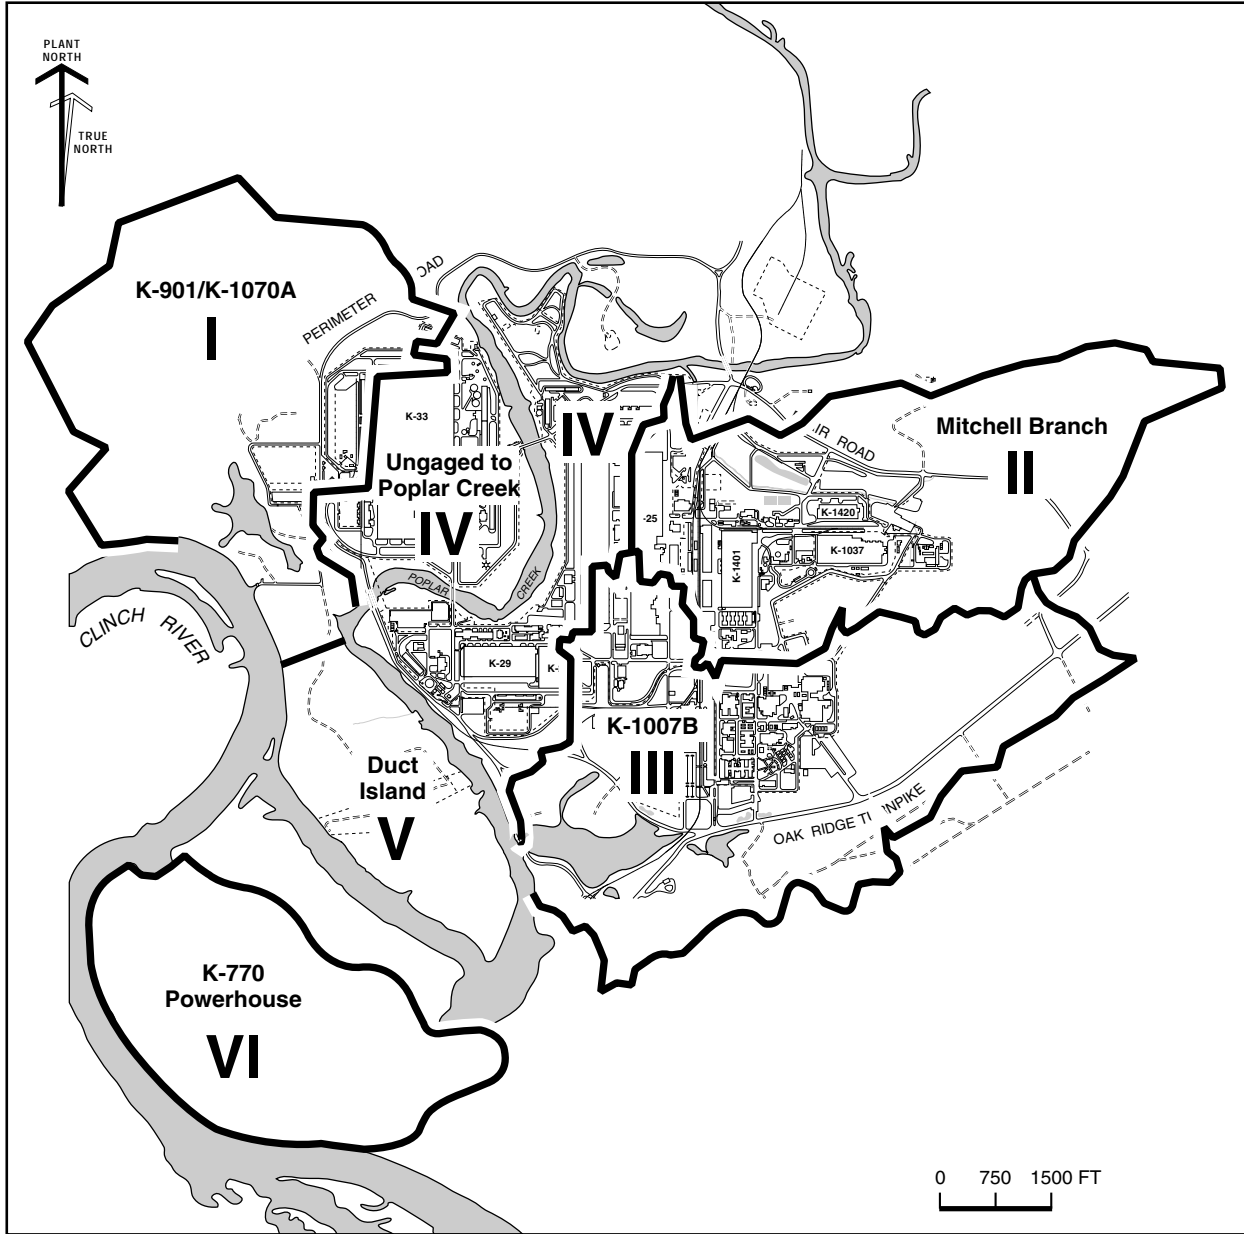 PLANT
NORTH
TRUE
NORTH
K-901/K-1070A
I
PERIMETER
OAD
K-33
IV
Ungaged to
Poplar Creek
IV
-25
IR ROAD
Mitchell Branch
II
K-1420
K-1037
K-1401
POPLAR
CREEK
CLINCH RIVER
K-29
K-
K-1007B
III
Duct
Island
V
OAK RIDGE TU NPIKE
K-770
Powerhouse
VI
0 750 1500 FT